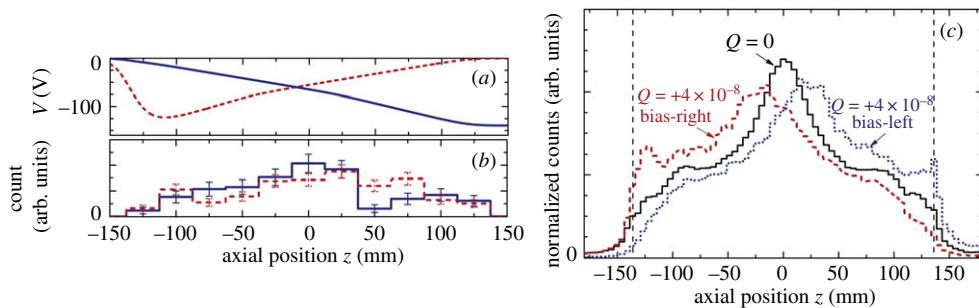 0
−100
V (V)
(a)
count
(arb. units)
0
(b)
−150 −100 −50 0 50 100 150
axial position z (mm)
(c)
Q = 0
Q = +4 × 10⁻⁸
bias-right
Q = +4 × 10⁻⁸
bias-left
normalized counts (arb. units)
0
−150 −100 −50 0 50 100 150
axial position z (mm)